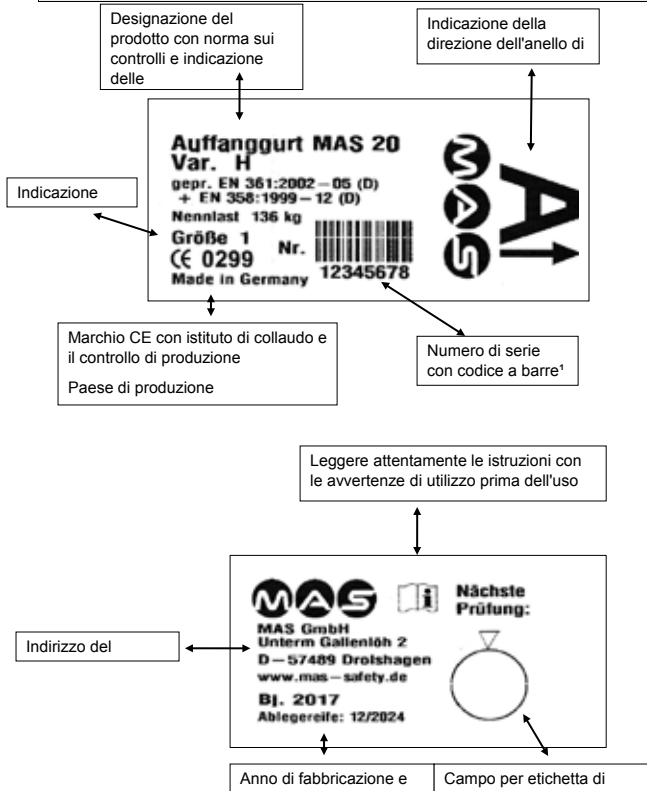 Designazione del
prodotto con norma sui
controlli e indicazione
delle
Indicazione della
direzione dell'anello di
Auffanggurt MAS 20
Var. H
gepr. EN 361:2002-05 (D)
+ EN 358:1999-12 (D)
Nennlast 136 kg
Größe 1
Nr.
CE 0299
12345678
Made in Germany
MAS
A
Indicazione
Marchio CE con istituto di collaudo e
il controllo di produzione
Paese di produzione
Numero di serie
con codice a barre¹
Leggere attentamente le istruzioni con
le avvertenze di utilizzo prima dell'uso
MAS
i
Nächste
Prüfung:
MAS GmbH
Unterm Gallenlöh 2
D-57489 Drolshagen
www.mas-safety.de
Bj. 2017
Ablegereife: 12/2024
Indirizzo del
Anno di fabbricazione e
Campo per etichetta di